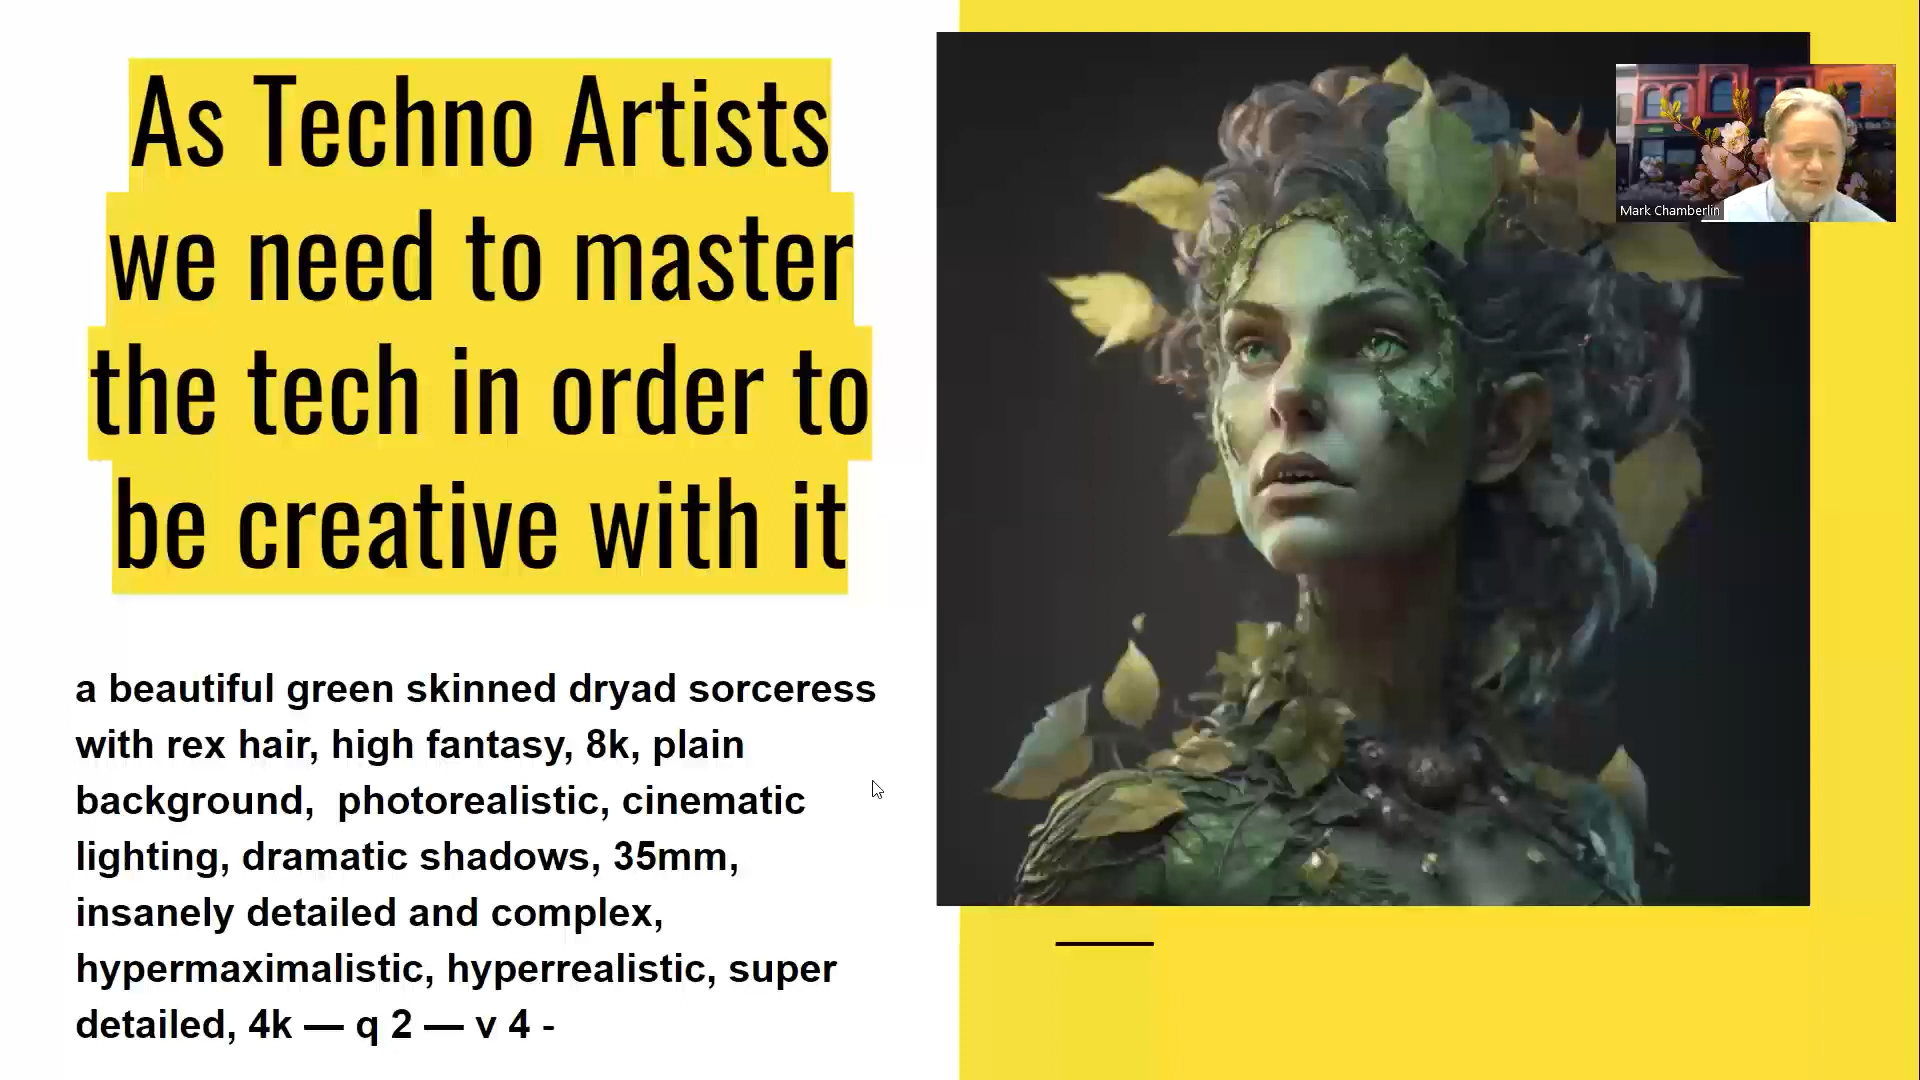 As Techno Artists
we need to master
the tech in order to
be creative with it
a beautiful green skinned dryad sorceress
with rex hair, high fantasy, 8k, plain
background,  photorealistic, cinematic
lighting, dramatic shadows, 35mm,
insanely detailed and complex,
hypermaximalistic, hyperrealistic, super
detailed, 4k — q 2 — v 4 -
Mark Chamberlin